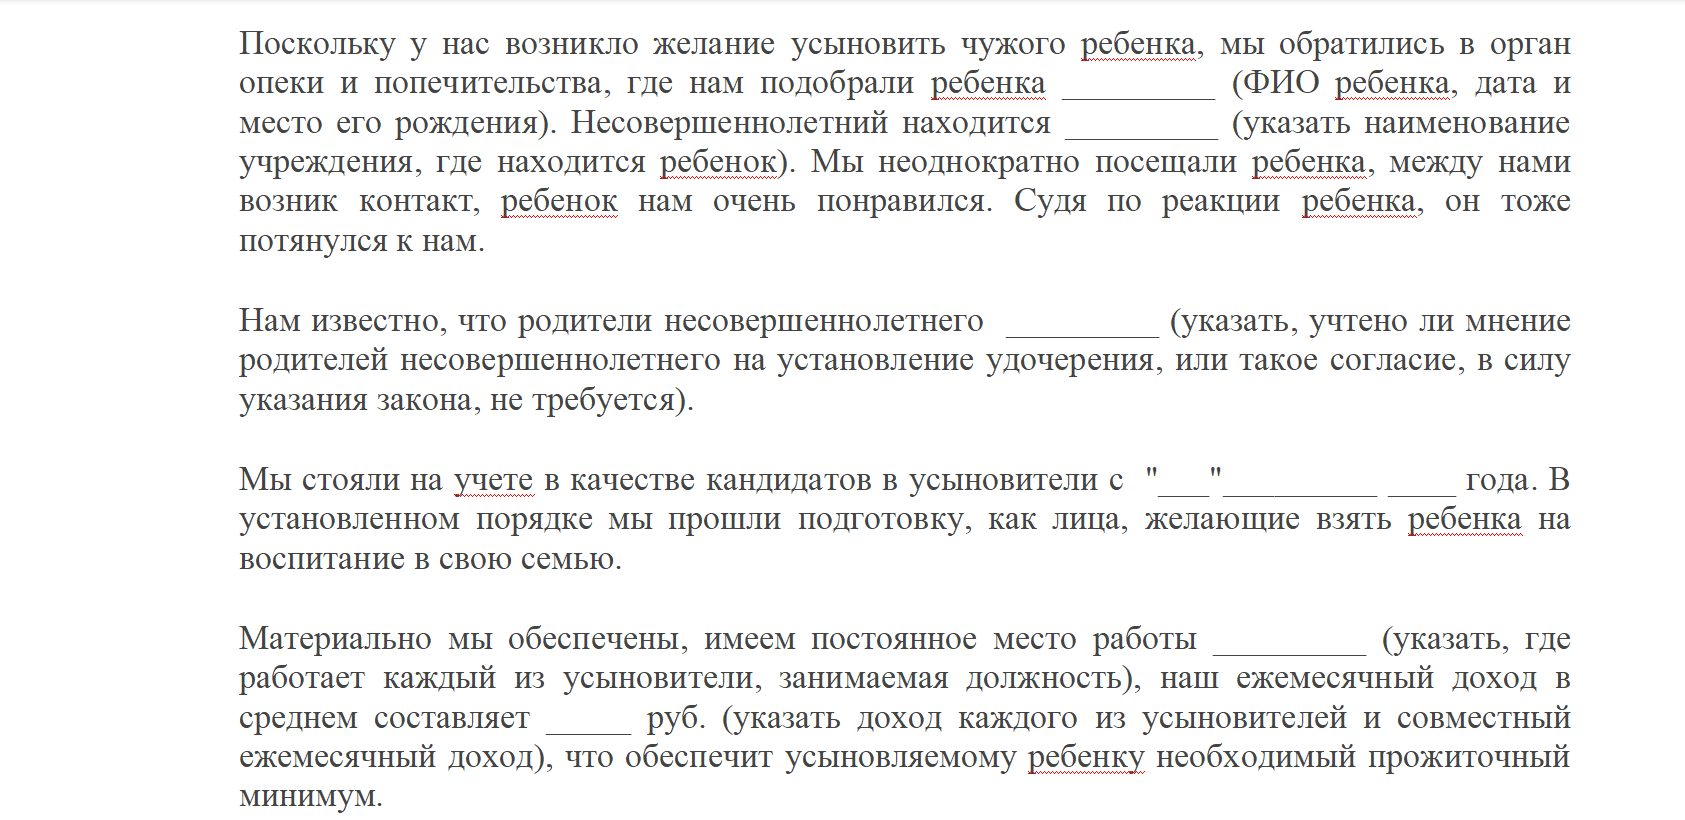 Поскольку у нас возникло желание усыновить чужого ребенка, мы обратились в орган
опеки и попечительства, где нам подобрали ребенка _________ (ФИО ребенка, дата и
место его рождения). Несовершеннолетний находится _________ (указать наименование
учреждения, где находится ребенок). Мы неоднократно посещали ребенка, между нами
возник контакт, ребенок нам очень понравился. Судя по реакции ребенка, он тоже
потянулся к нам.
Нам известно, что родители несовершеннолетнего _________ (указать, учтено ли мнение
родителей несовершеннолетнего на установление удочерения, или такое согласие, в силу
указания закона, не требуется).
Мы стояли на учете в качестве кандидатов в усыновители с "___"_________ ____ года. В
установленном порядке мы прошли подготовку, как лица, желающие взять ребенка на
воспитание в свою семью.
Материально мы обеспечены, имеем постоянное место работы _________ (указать, где
работает каждый из усыновители, занимаемая должность), наш ежемесячный доход в
среднем составляет _____ руб. (указать доход каждого из усыновителей и совместный
ежемесячный доход), что обеспечит усыновляемому ребенку необходимый прожиточный
минимум.